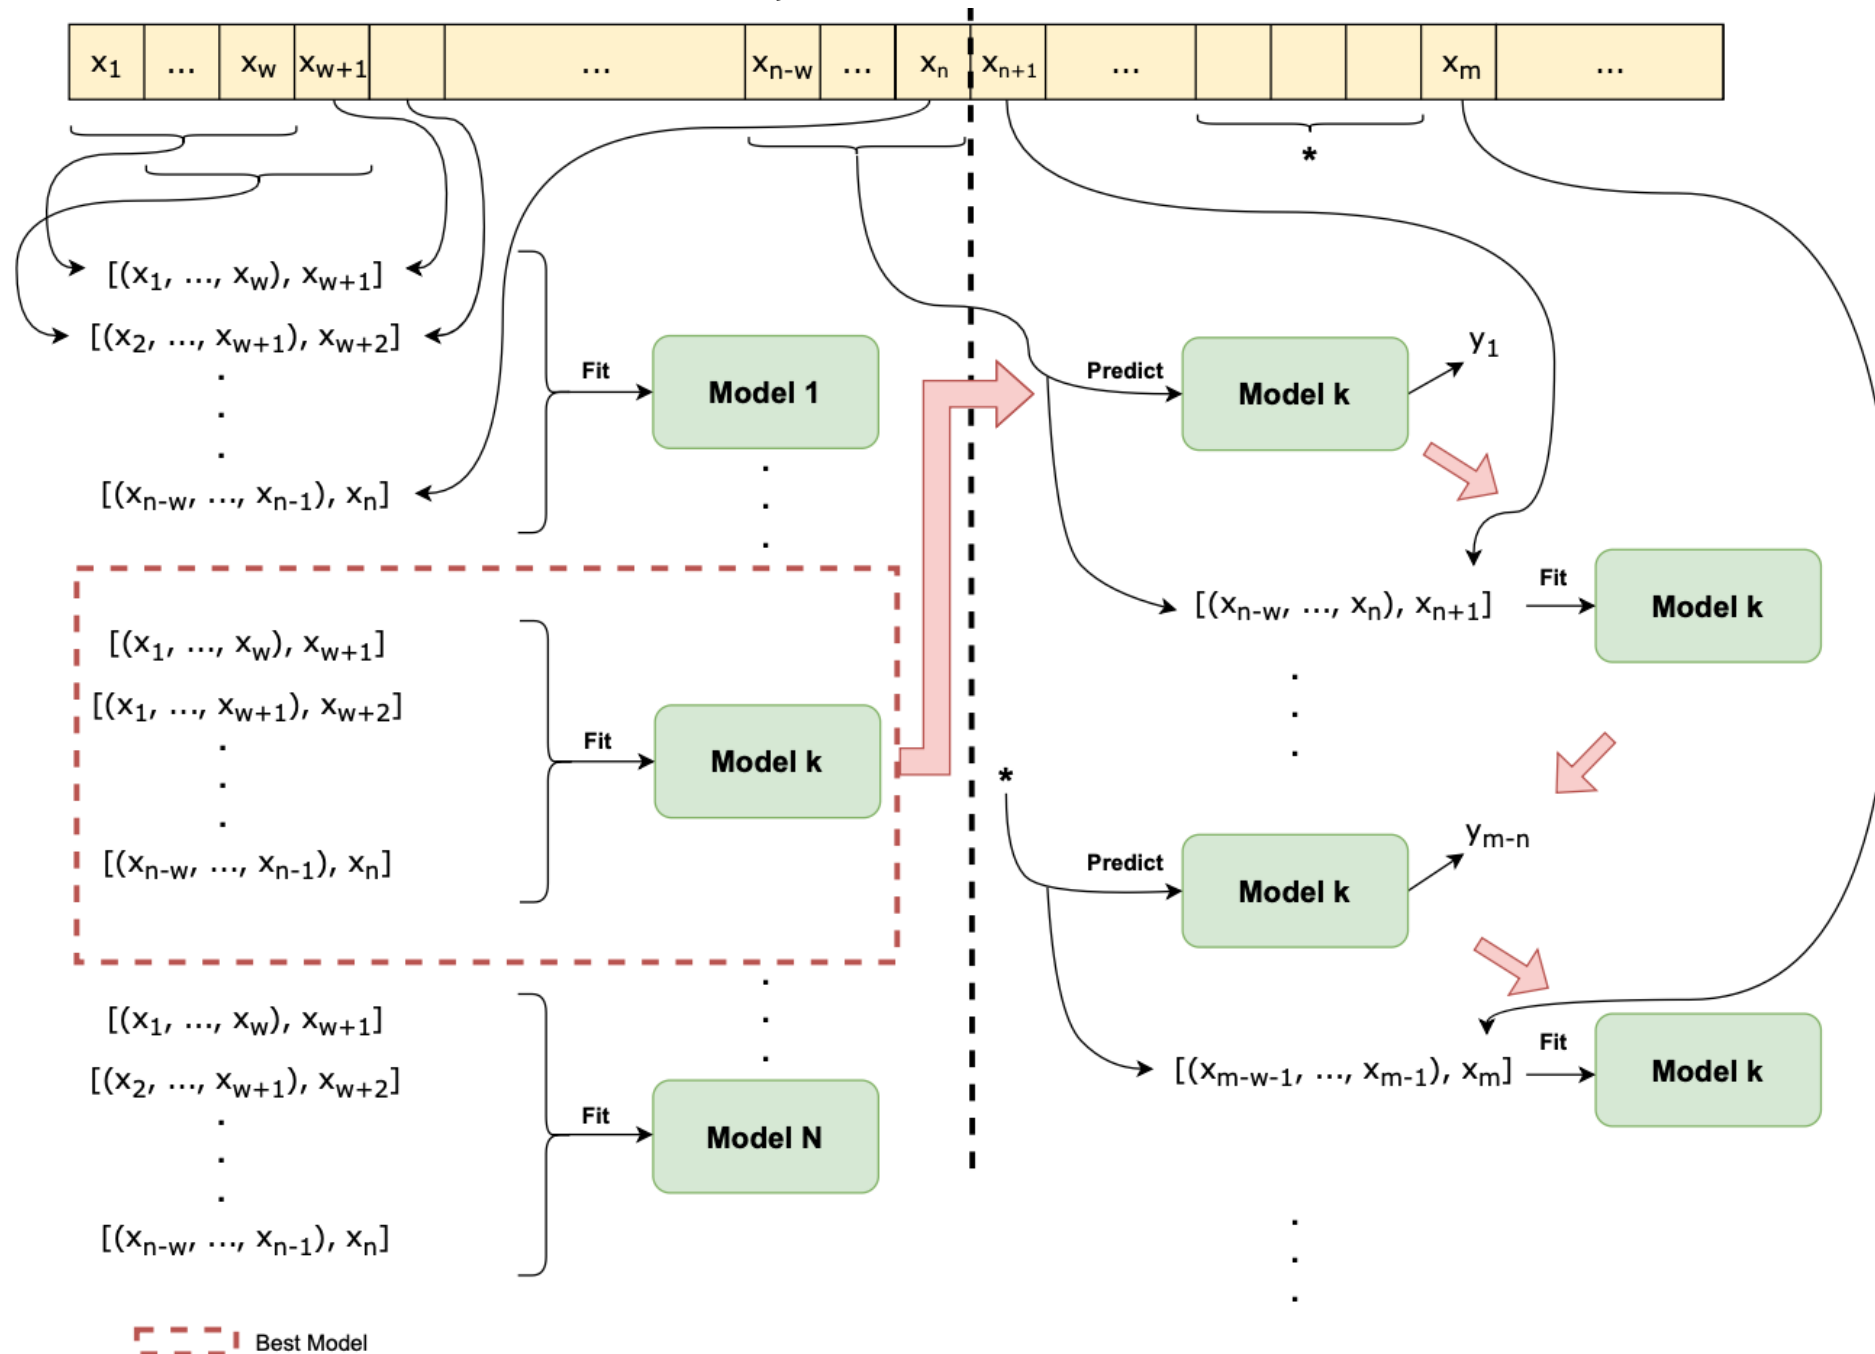 x1 ... xw xw+1 ... xn-w ... xn xn+1 ... xm ...
*
[(x1, ..., xw), xw+1]
[(x2, ..., xw+1), xw+2]
.
.
.
[(xn-w, ..., xn-1), xn]
Fit
Model 1
.
.
.
[(x1, ..., xw), xw+1]
[(x1, ..., xw+1), xw+2]
.
.
.
[(xn-w, ..., xn-1), xn]
Fit
Model k
.
.
.
[(x1, ..., xw), xw+1]
[(x2, ..., xw+1), xw+2]
.
.
.
[(xn-w, ..., xn-1), xn]
Fit
Model N
Best Model
Predict
Model k
y1
[(xn-w, ..., xn), xn+1]
Fit
Model k
.
.
.
*
Predict
Model k
ym-n
[(xm-w-1, ..., xm-1), xm]
Fit
Model k
.
.
.